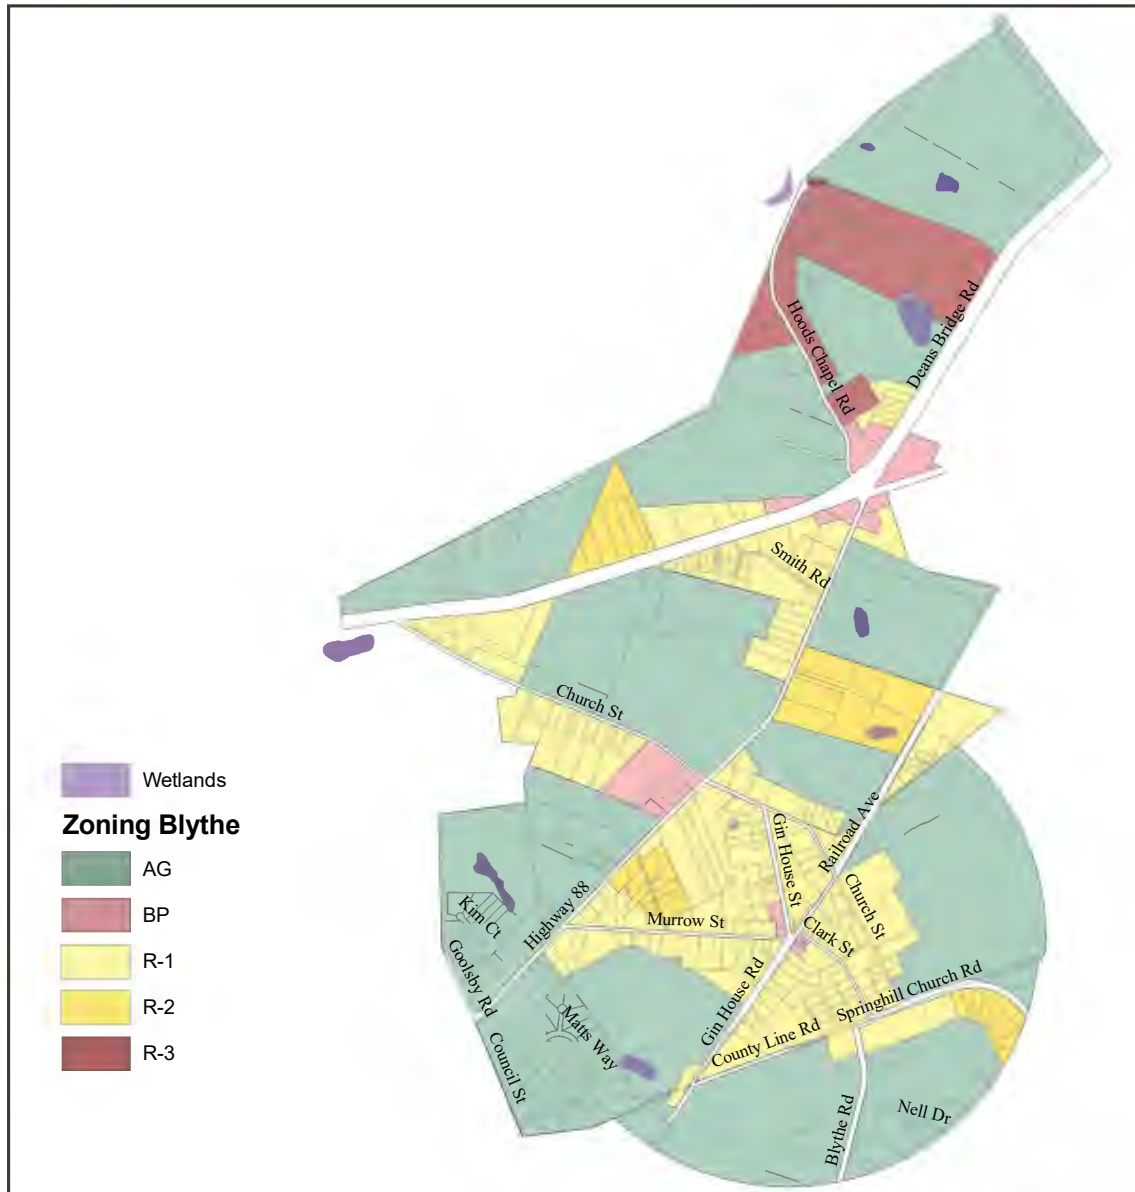 Hoods Chapel Rd
Deans Bridge Rd
Smith Rd
Church St
Wetlands
Zoning Blythe
AG
BP
R-1
R-2
R-3
Railroad Ave
Gin House St
Church St
Kim Ct
Highway 88
Murrow St
Clark St
Goolsby Rd
Gin House Rd
Springhill Church Rd
County Line Rd
Matts Way
Council St
Nell Dr
Blythe Rd